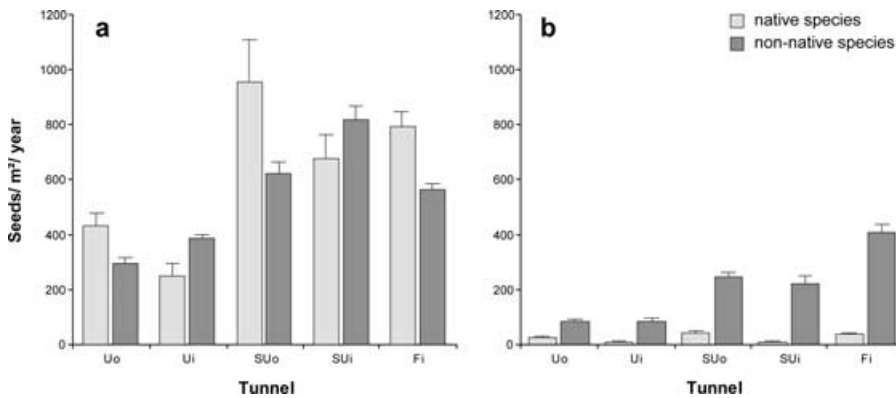 a
b
native species
non-native species
Seeds/ m²/ year
1200
1000
800
600
400
200
0
Uo Ui SUo SUi Fi
Tunnel
1200
1000
800
600
400
200
0
Uo Ui SUo SUi Fi
Tunnel